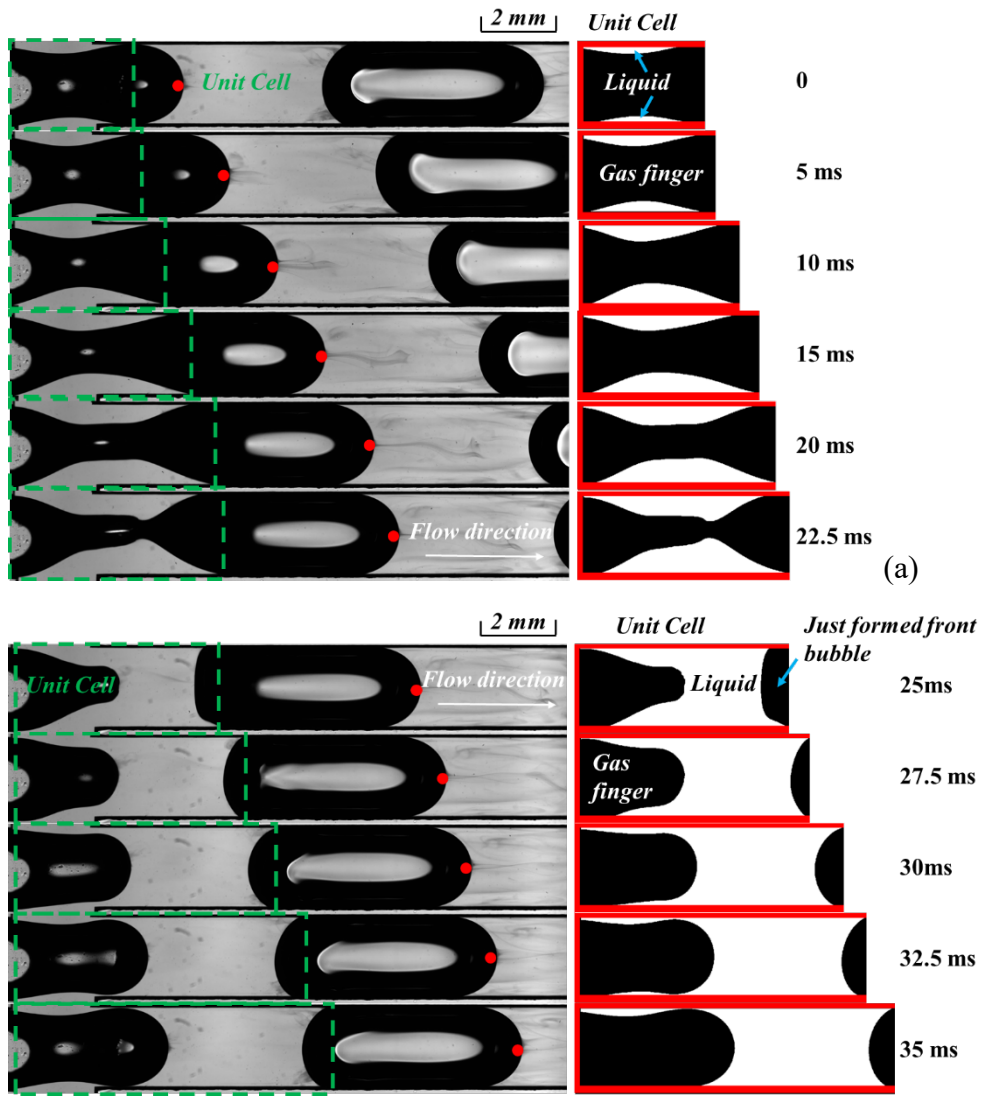 2 mm
Unit Cell
Unit Cell
Liquid
0
Gas finger
5 ms
10 ms
15 ms
20 ms
Flow direction
22.5 ms
(a)
2 mm
Unit Cell
Just formed front
bubble
Unit Cell
Flow direction
Liquid
25ms
Gas
finger
27.5 ms
30ms
32.5 ms
35 ms